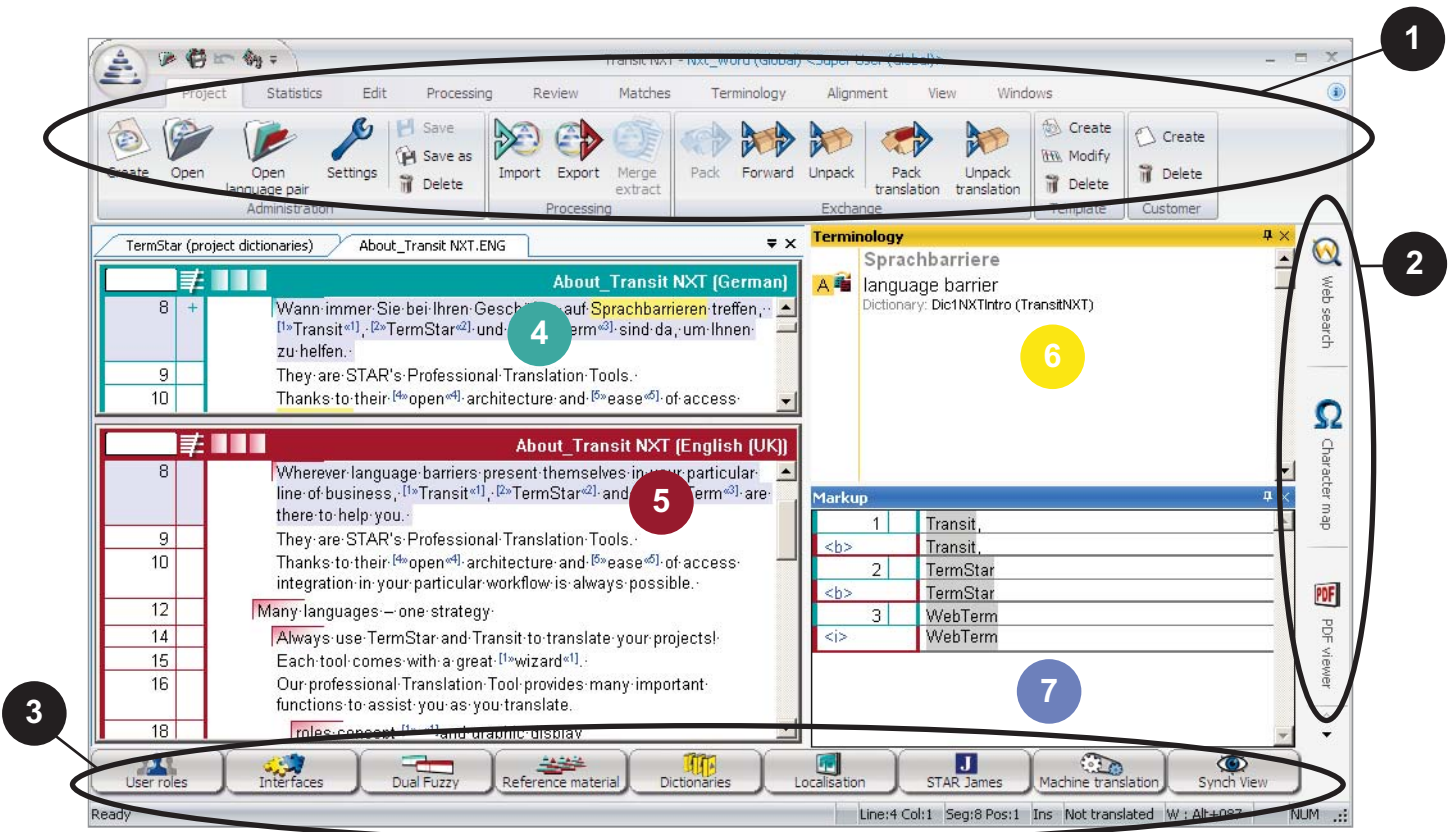 1
Transit NXT - Nxt_Word (Global) <Super User (Global)>
Project Statistics Edit Processing Review Matches Terminology Alignment View Windows
Create
Open
Open
language pair
Settings
Save
Save as
Delete
Administration
Import
Export
Merge
extract
Processing
Pack
Forward
Unpack
Pack
translation
Unpack
translation
Exchange
Create
Modify
Delete
Template
Create
Delete
Customer
TermStar (project dictionaries)
About_Transit NXT.ENG
About_Transit NXT (German)
8 + Wann·immer·Sie·bei·Ihren· auf·Sprachbarrieren·treffen,·
[1»Transit«1],·[2»TermStar«2]·und· ·sind·da,·um·Ihnen·
zu·helfen.·
4
9 They·are·STAR's·Professional·Translation·Tools.·
10 Thanks·to·their·[4»open«4]·architecture·and·[5»ease«5]·of·access·
About_Transit NXT (English (UK))
8 Wherever·language·barriers·present·themselves·in·your·particular·
line·of·business,·[1»Transit«1],·[2»TermStar«2]·and· ·are·
there·to·help·you.·
5
9 They·are·STAR's·Professional·Translation·Tools.·
10 Thanks·to·their·[4»open«4]·architecture·and·[5»ease«5]·of·access·
integration·in·your·particular·workflow·is·always·possible.·
12 Many·languages·–·one·strategy·
14 Always·use·TermStar·and·Transit·to·translate·your·projects!·
15 Each·tool·comes·with·a·great·[1»wizard«1].·
16 Our·professional·Translation·Tool·provides·many·important·
functions·to·assist·you·as·you·translate.
18 roles·concept· and·graphic·display
Terminology
Sprachbarriere
A language barrier
Dictionary: Dic1NXTIntro (TransitNXT)
6
Markup
1 Transit,
<b> Transit,
2 TermStar
<b> TermStar
3 WebTerm
<i> WebTerm
7
2
Web search
Character map
PDF
PDF viewer
3
User roles
Interfaces
Dual Fuzzy
Reference material
Dictionaries
Localisation
J
STAR James
Machine translation
Synch View
Ready
Line:4 Col:1 Seg:8 Pos:1 Ins Not translated W : Alt+087 NUM